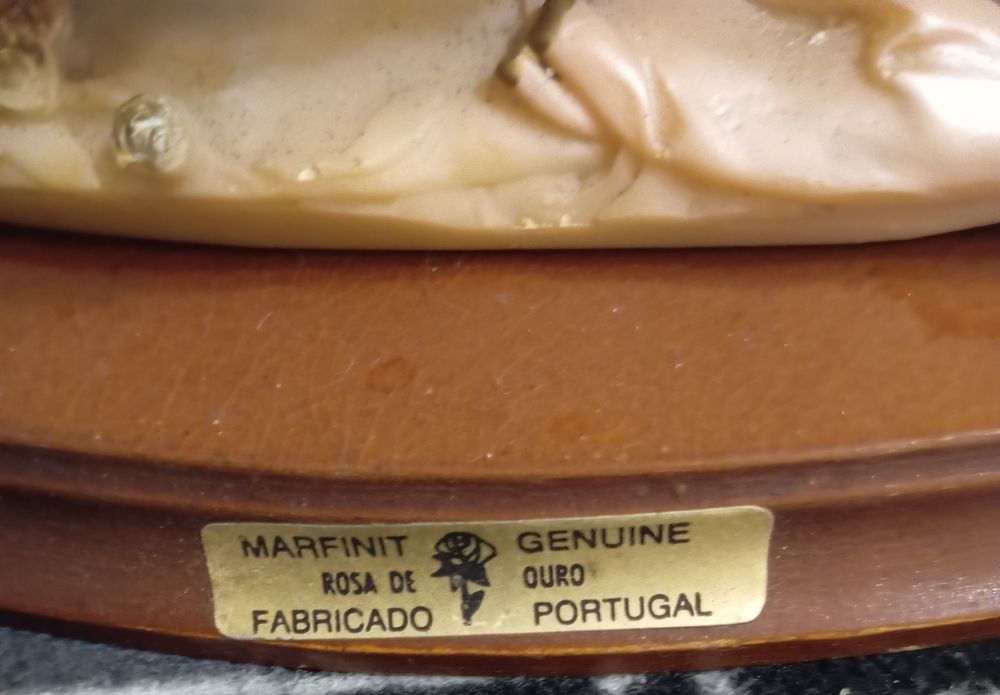 MARFINIT GENUINE
ROSA DE OURO
FABRICADO PORTUGAL